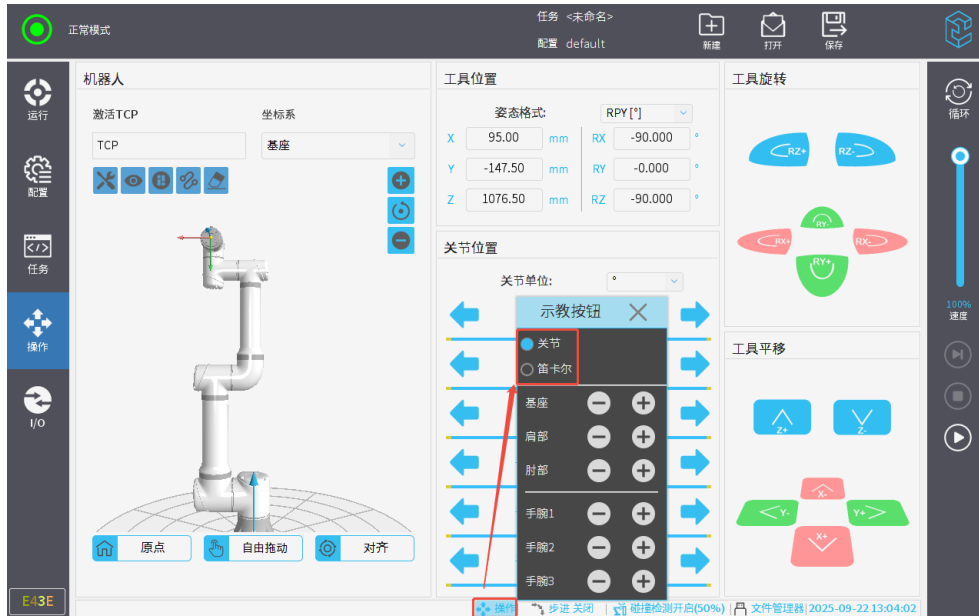 正常模式
任务 <未命名>
配置 default
新建
打开
保存
运行
配置
任务
操作
I/O
E43E
机器人
激活TCP
坐标系
TCP
基座
原点
自由拖动
对齐
工具位置
姿态格式:
RPY[°]
X 95.00 mm RX -90.000 °
Y -147.50 mm RY -0.000 °
Z 1076.50 mm RZ -90.000 °
关节位置
关节单位:
°
示教按钮
关节
笛卡尔
基座
肩部
肘部
手腕1
手腕2
手腕3
工具旋转
RZ+
RZ-
RY-
RX+
RX-
RY+
工具平移
Z+
Z-
X-
Y-
Y+
X+
循环
100%
速度
操作
步进 关闭
碰撞检测开启(50%)
文件管理器
2025-09-22 13:04:02